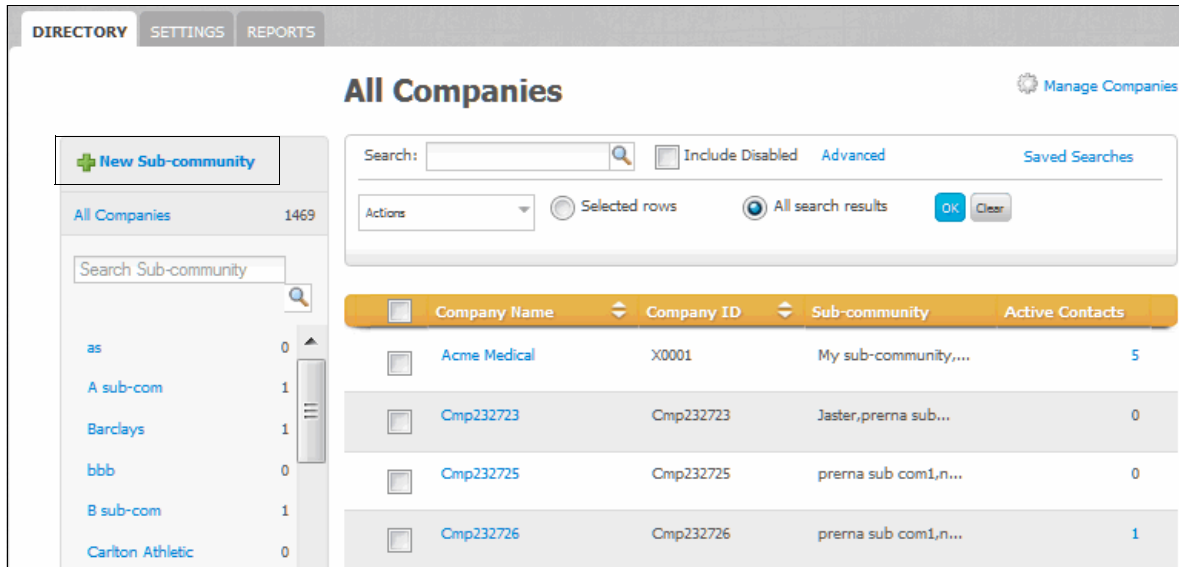 DIRECTORY SETTINGS REPORTS
All Companies
Manage Companies
New Sub-community
All Companies 1469
Search Sub-community
as 0
A sub-com 1
Barclays 1
bbb 0
B sub-com 1
Carlton Athletic 0
Search: Include Disabled Advanced Saved Searches
Actions Selected rows All search results OK Clear
Company Name Company ID Sub-community Active Contacts
Acme Medical X0001 My sub-community,... 5
Cmp232723 Cmp232723 Jaster,prerna sub... 0
Cmp232725 Cmp232725 prerna sub com1,n... 0
Cmp232726 Cmp232726 prerna sub com1,n... 1